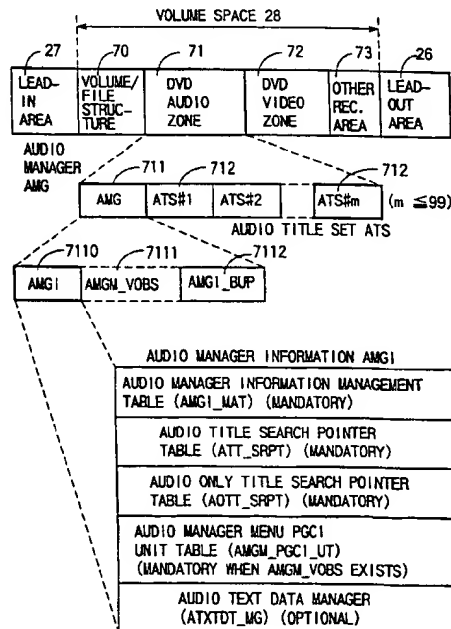 VOLUME SPACE 28
27 70 71 72 73 26
LEAD-IN AREA
VOLUME/FILE STRUC-TURE
DVD AUDIO ZONE
DVD VIDEO ZONE
OTHER REC. AREA
LEAD-OUT AREA
AUDIO MANAGER AMG
711 712 712
AMG ATS#1 ATS#2 ATS#m (m ≦99)
AUDIO TITLE SET ATS
7110 7111 7112
AMGI AMGM_VOBS AMGI_BUP
AUDIO MANAGER INFORMATION AMGI
AUDIO MANAGER INFORMATION MANAGEMENT
TABLE (AMGI_MAT) (MANDATORY)
AUDIO TITLE SEARCH POINTER
TABLE (ATT_SRPT) (MANDATORY)
AUDIO ONLY TITLE SEARCH POINTER
TABLE (AOTT_SRPT) (MANDATORY)
AUDIO MANAGER MENU PGCI
UNIT TABLE (AMGM_PGCI_UT)
(MANDATORY WHEN AMGM_VOBS EXISTS)
AUDIO TEXT DATA MANAGER
(ATXTDT_MG) (OPTIONAL)